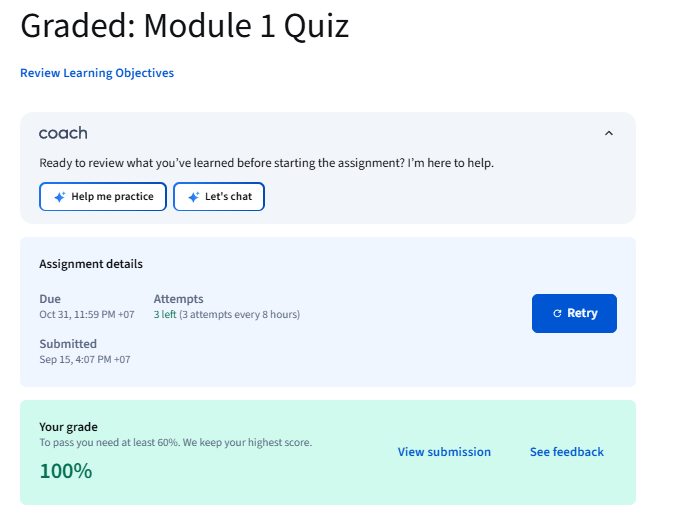 Graded: Module 1 Quiz
Review Learning Objectives
coach
Ready to review what you've learned before starting the assignment? I'm here to help.
Help me practice
Let's chat
Assignment details
Due
Attempts
Oct 31, 11:59 PM +07
3 left (3 attempts every 8 hours)
Retry
Submitted
Sep 15, 4:07 PM +07
Your grade
To pass you need at least 60%. We keep your highest score.
View submission
See feedback
100%